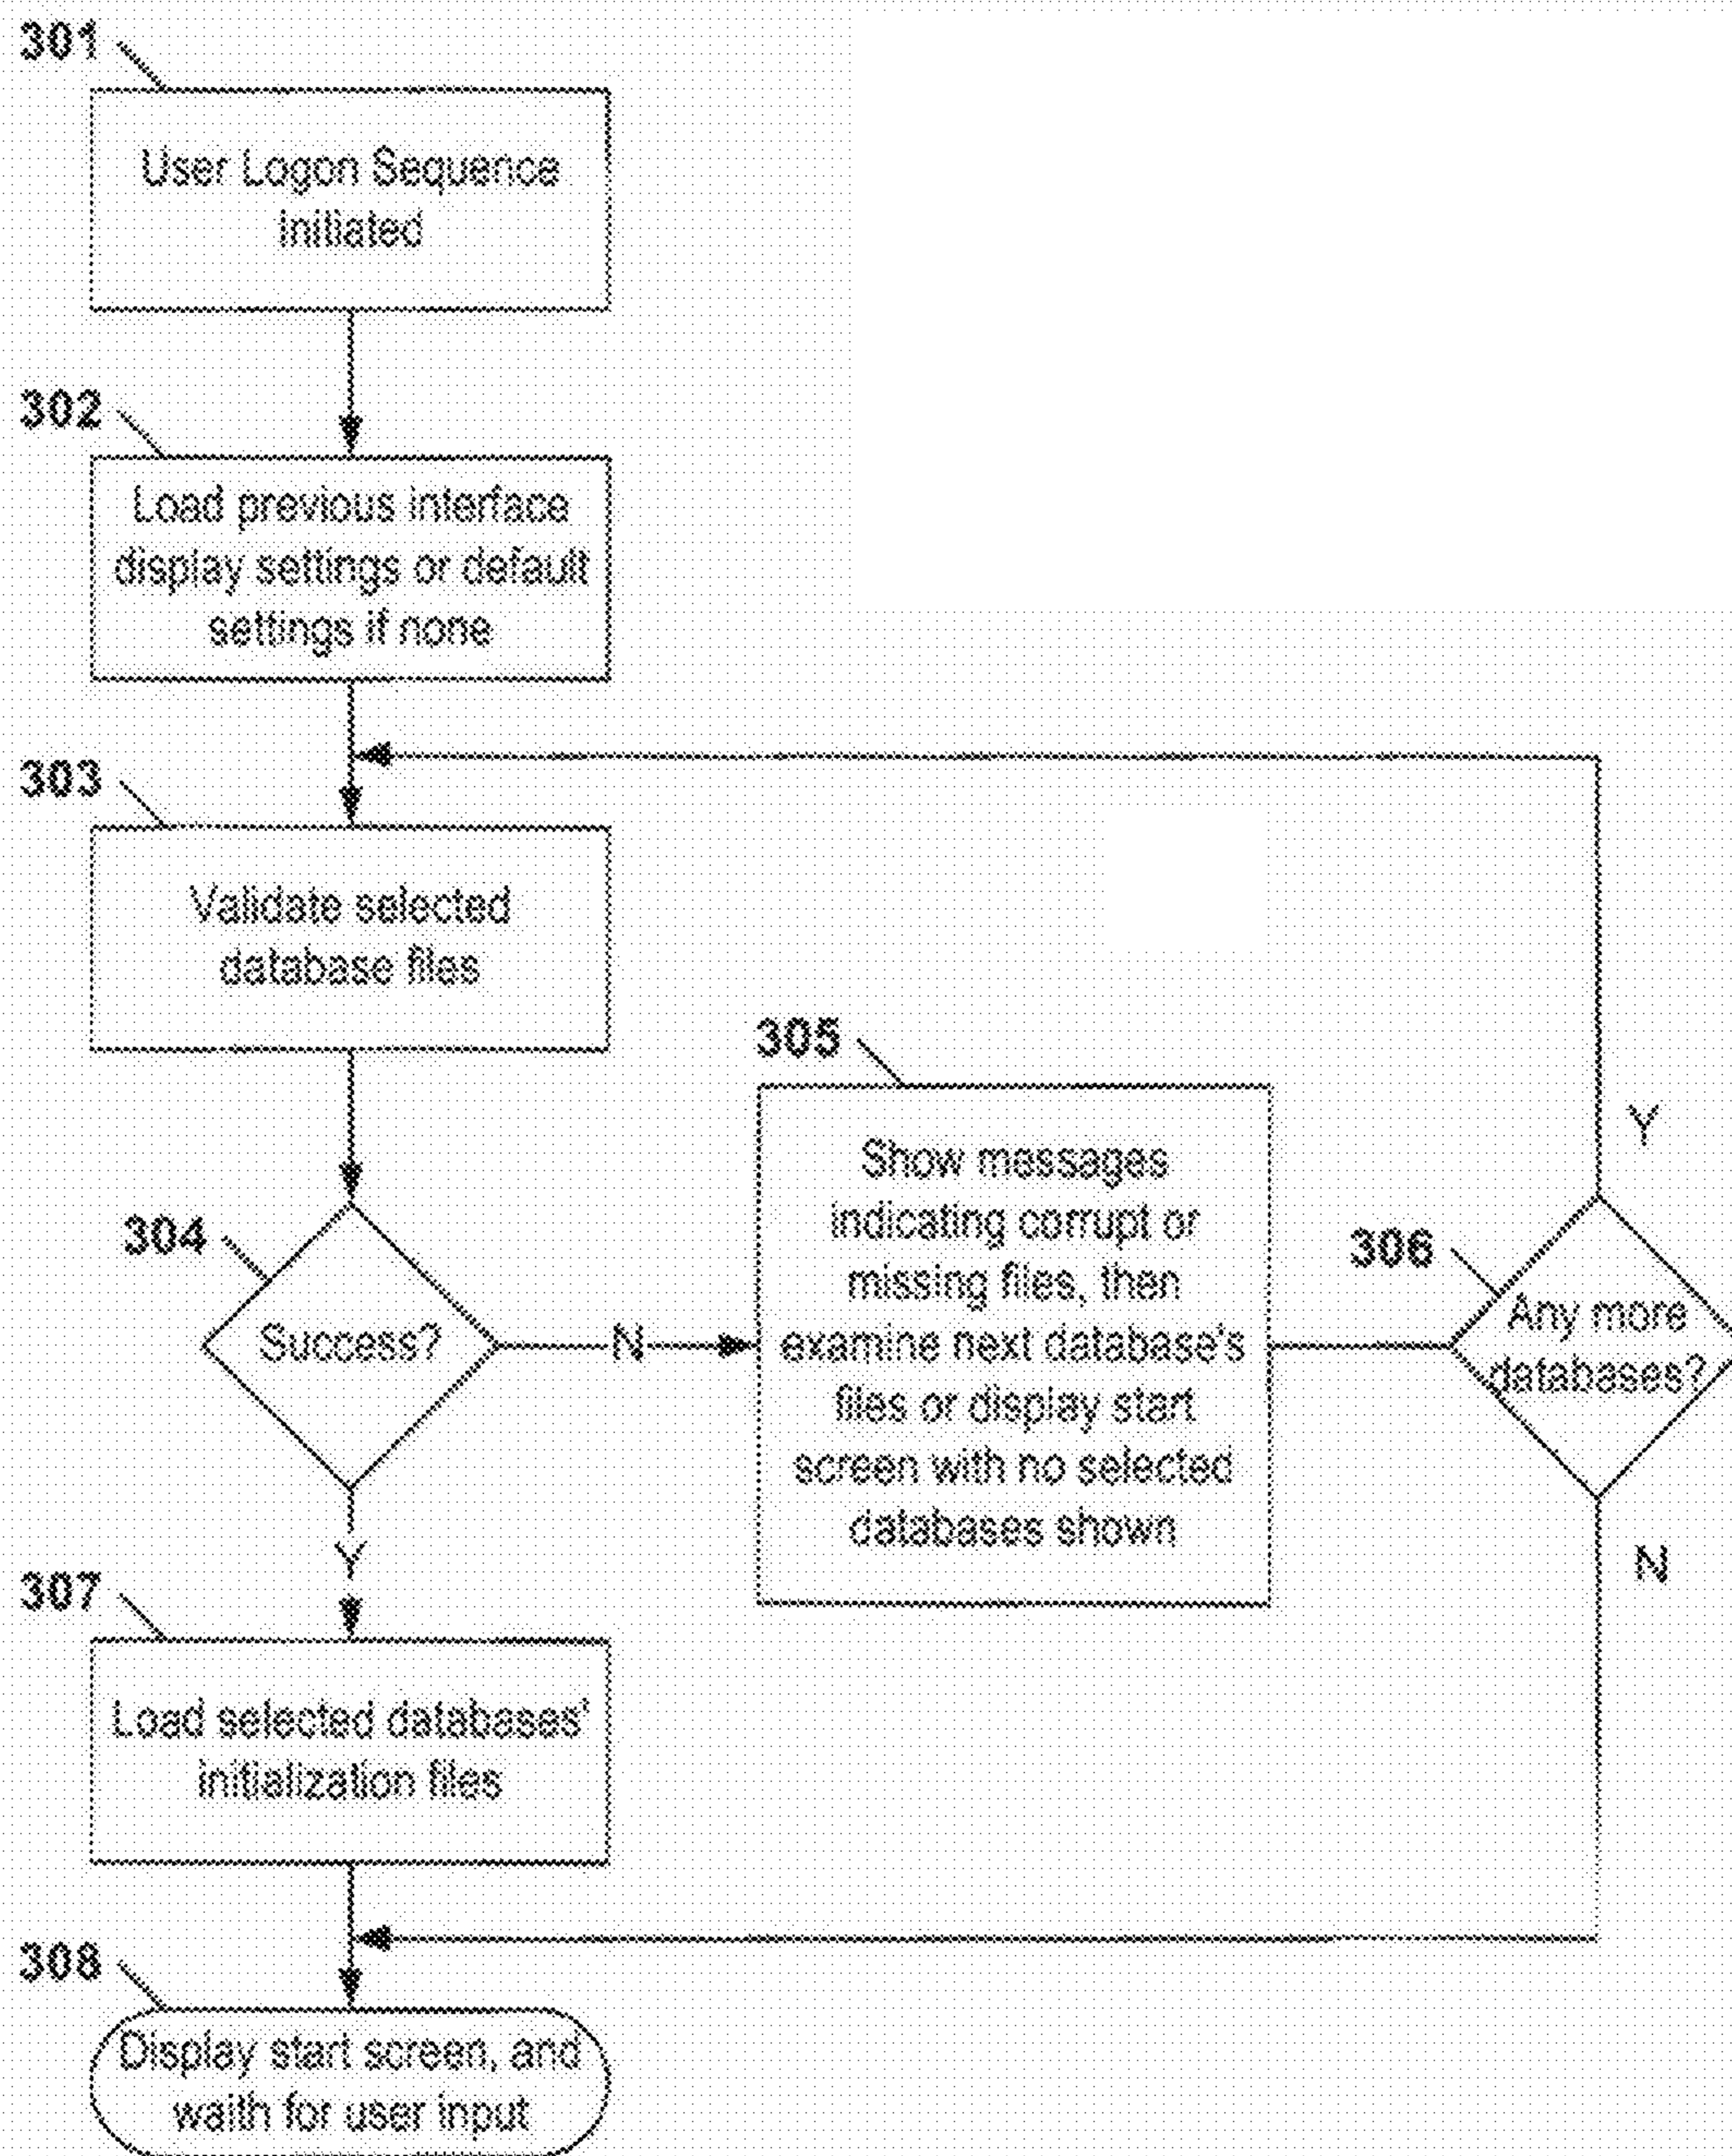 301
User Logon Sequence
initiated
302
Load previous interface
display settings or default
settings if none
303
Validate selected
database files
304
Success?
N
305
Show messages
indicating corrupt or
missing files, then
examine next database's
files or display start
screen with no selected
databases shown
306
Any more
databases?
Y
N
Y
307
Load selected databases'
initialization files
308
Display start screen, and
waith for user input